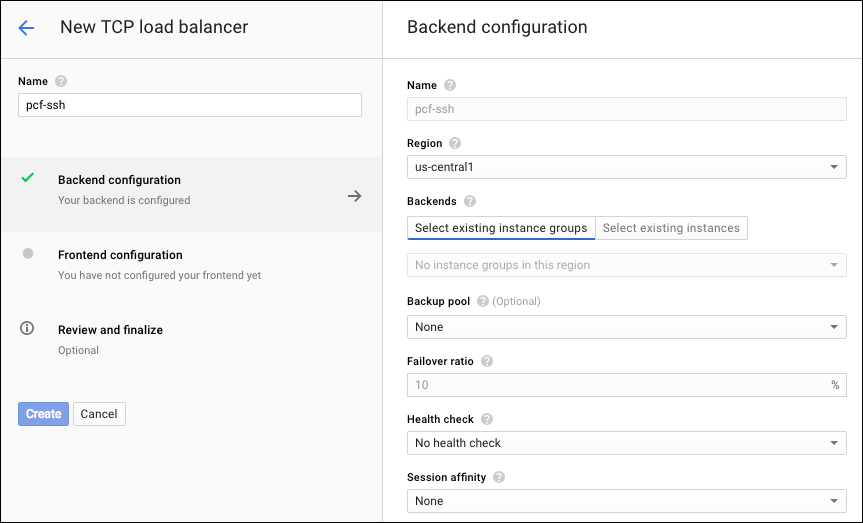 New TCP load balancer
Name
pcf-ssh
Backend configuration
Your backend is configured
Frontend configuration
You have not configured your frontend yet
Review and finalize
Optional
Create Cancel
Backend configuration
Name
pcf-ssh
Region
us-central1
Backends
Select existing instance groups Select existing instances
No instance groups in this region
Backup pool (Optional)
None
Failover ratio
10 %
Health check
No health check
Session affinity
None